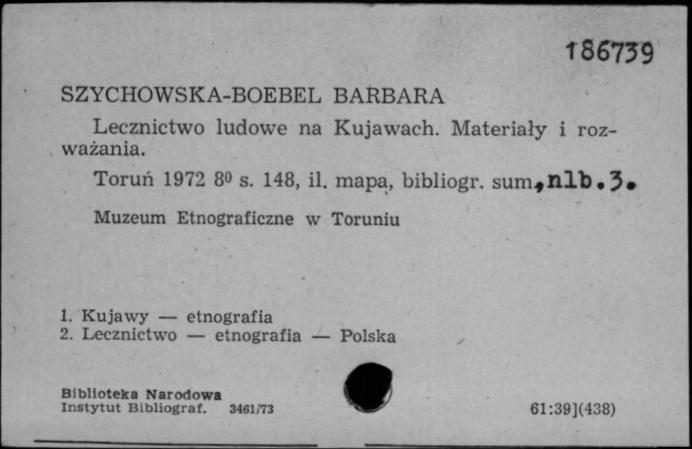 186739
SZYCHOWSKA-BOEBEL BARBARA
Lecznictwo ludowe na Kujawach. Materiały i roz-
ważania.
Toruń 1972 8⁰ s. 148, il. mapa, bibliogr. sum., nlb. 3.
Muzeum Etnograficzne w Toruniu
1. Kujawy — etnografia
2. Lecznictwo — etnografia — Polska
Biblioteka Narodowa
Instytut Bibliograf. 3461/73
61:39](438)